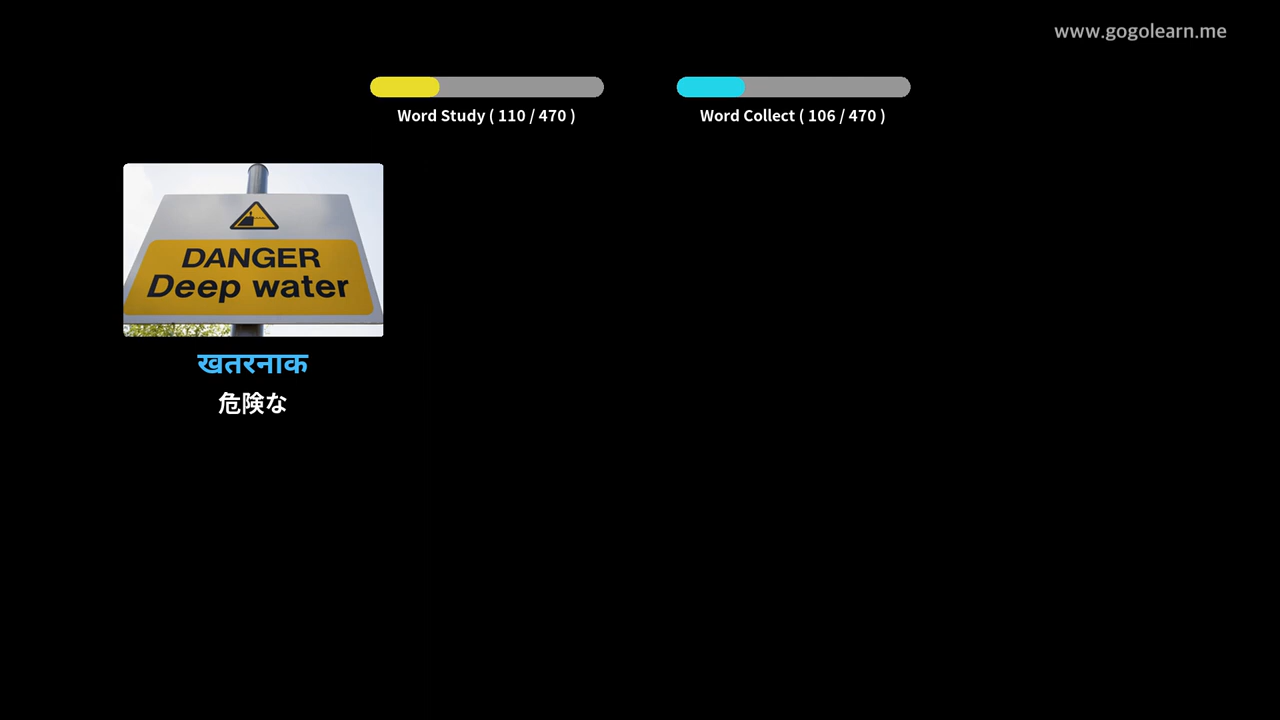 www.gogolearn.me
Word Study ( 110 / 470 )
Word Collect ( 106 / 470 )
DANGER
Deep water
खतरनाक
危険な